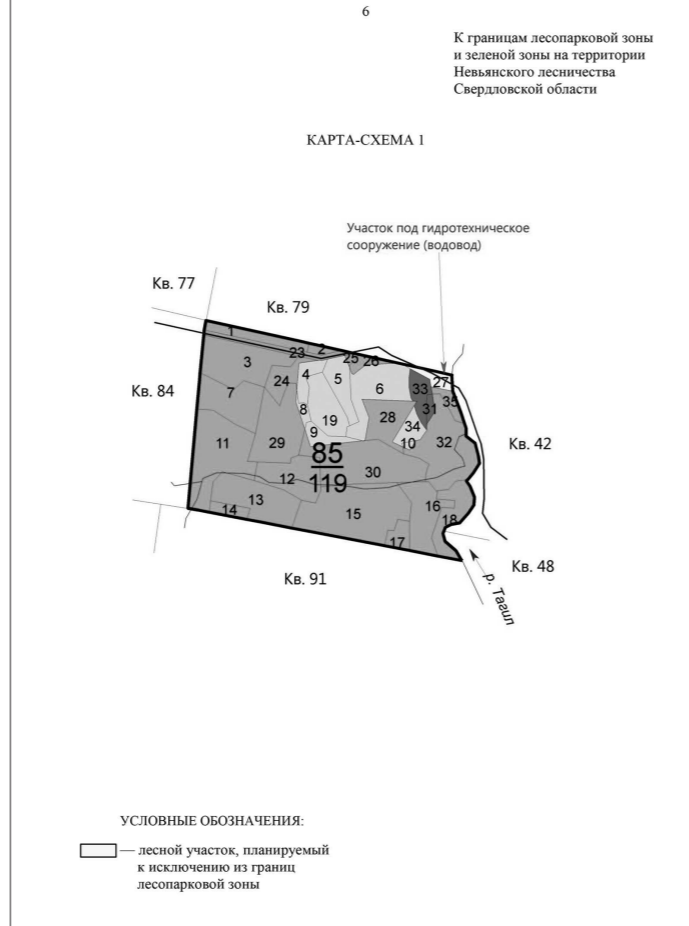 6
К границам лесопарковой зоны
и зеленой зоны на территории
Невьянского лесничества
Свердловской области
КАРТА-СХЕМА 1
Участок под гидротехническое
сооружение (водовод)
Кв. 77
Кв. 79
1
2
23
25
26
3
4
5
6
33
27
Кв. 84
7
24
8
19
28
31
35
9
34
10
11
29
32
Кв. 42
85
119
30
12
13
14
15
16
18
17
Кв. 91
Кв. 48
р. Тагил
УСЛОВНЫЕ ОБОЗНАЧЕНИЯ:
— лесной участок, планируемый
к исключению из границ
лесопарковой зоны